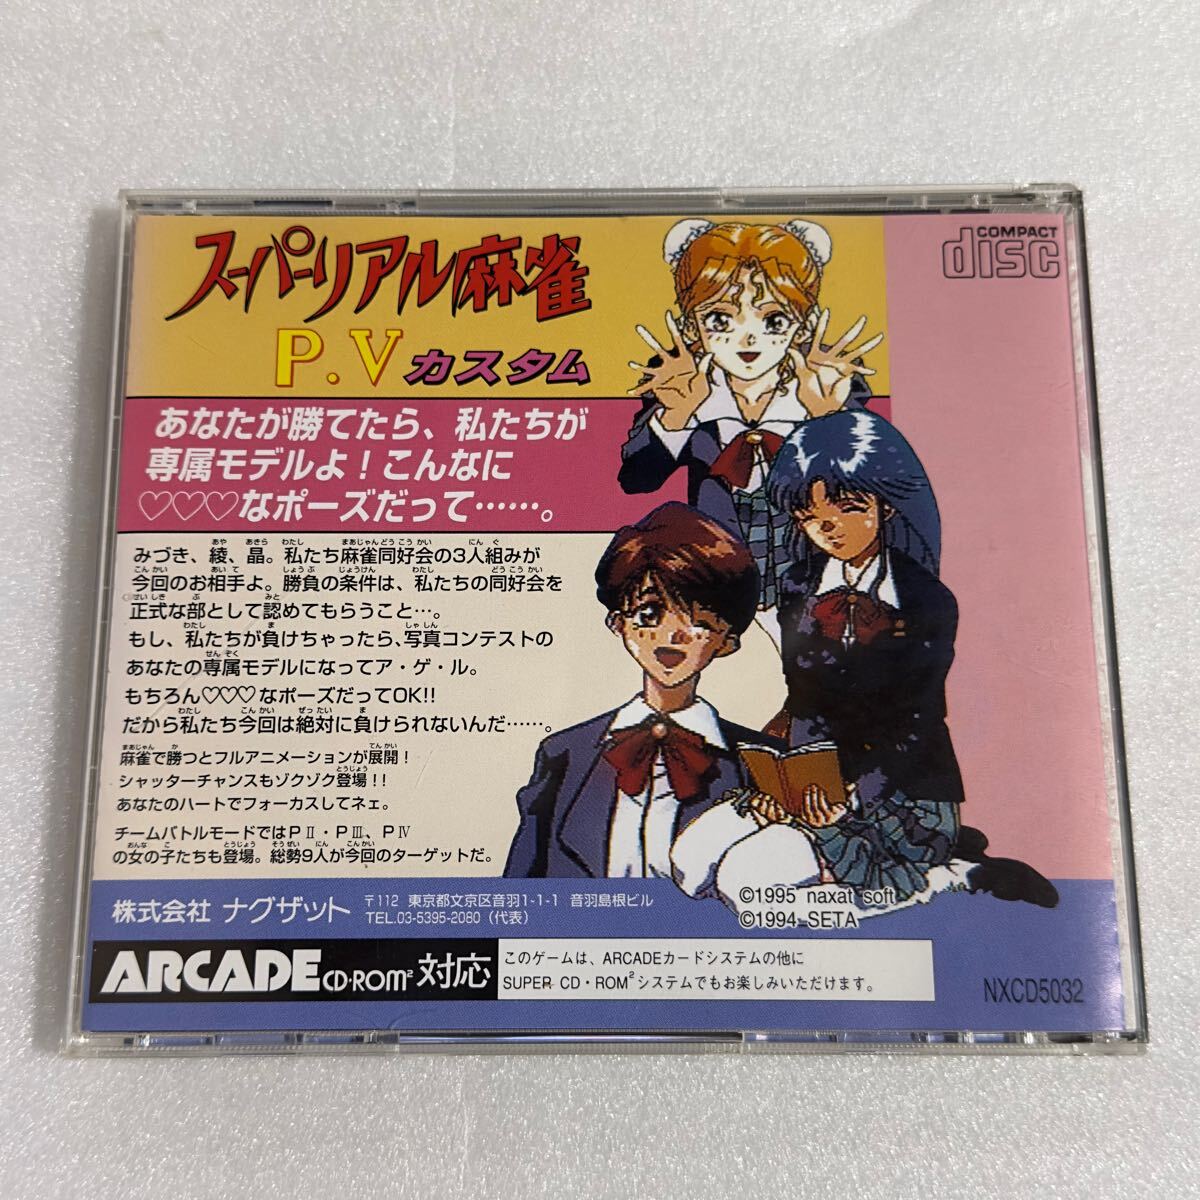 スーパーリアル麻雀
P.V カスタム
COMPACT
disc
あなたが勝てたら、私たちが
専属モデルよ！こんなに
♡♡♡なポーズだって……。
みづき、綾、晶。私たち麻雀同好会の3人組みが
今回のお相手よ。勝負の条件は、私たちの同好会を
正式な部として認めてもらうこと…。
もし、私たちが負けちゃったら、写真コンテストの
あなたの専属モデルになってア・ゲ・ル。
もちろん♡♡♡なポーズだってOK!!
だから私たち今回は絶対に負けられないんだ……。
麻雀で勝つとフルアニメーションが展開！
シャッターチャンスもゾクゾク登場！！
あなたのハートでフォーカスしてネェ。
チームバトルモードではPⅡ・PⅢ、PⅣ
の女の子たちも登場。総勢9人が今回のターゲットだ。
株式会社 ナグザット
〒112 東京都文京区音羽1-1-1 音羽島根ビル
TEL.03-5395-2080（代表）
©1995 naxat soft
©1994 SETA
ARCADE CD-ROM² 対応
このゲームは、ARCADEカードシステムの他に
SUPER CD・ROM²システムでもお楽しみいただけます。
NXCD5032